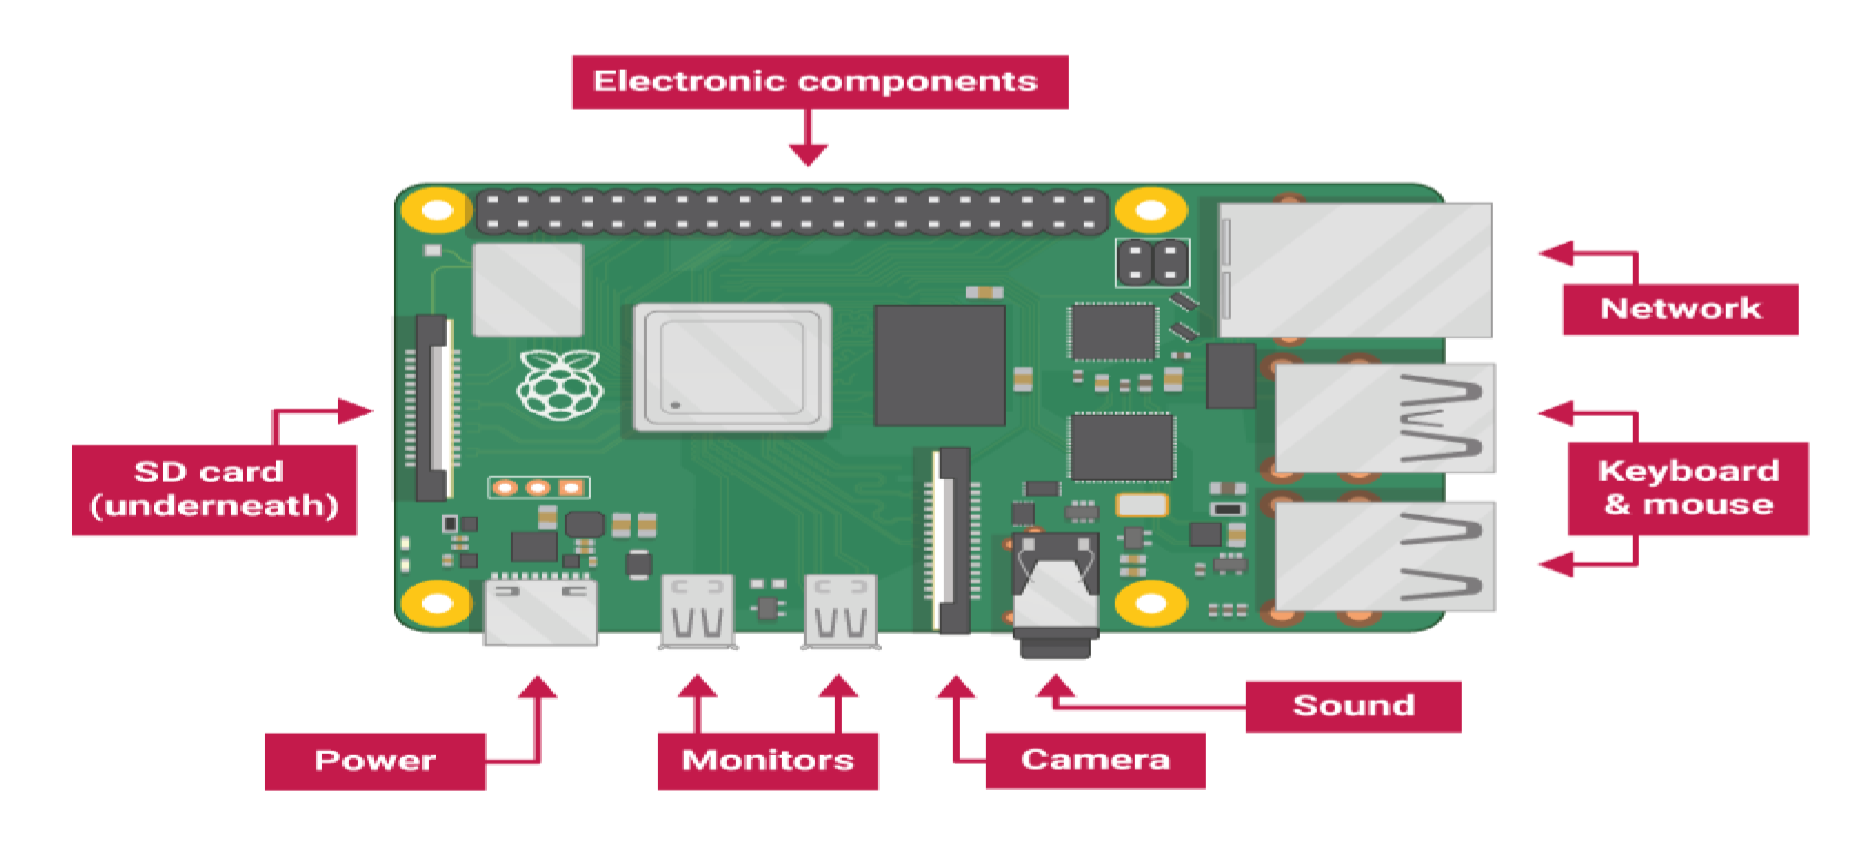 Electronic components
Network
SD card
(underneath)
Keyboard
& mouse
Sound
Power
Monitors
Camera